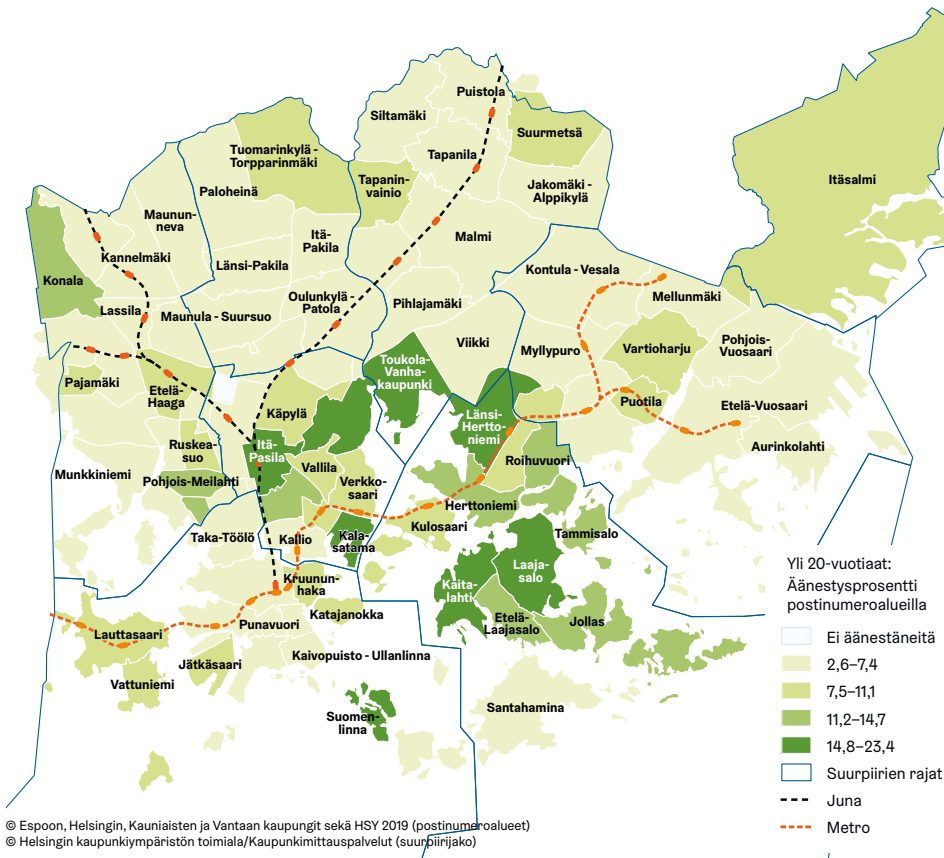 Puistola
Siltamäki
Suurmetsä
Tuomarinkylä -
Torpparinmäki
Tapanila
Tapanin-
vainio
Itäsalmi
Paloheinä
Jakomäki -
Alppikylä
Maunun-
neva
Itä-
Pakila
Malmi
Kannelmäki
Länsi-Pakila
Kontula - Vesala
Konala
Mellunmäki
Oulunkylä -
Patola
Pihlajamäki
Lassila
Maunula - Suursuo
Viikki
Myllypuro
Vartioharju
Pohjois-
Vuosaari
Toukola-
Vanha-
kaupunki
Pajamäki
Etelä-
Haaga
Käpylä
Länsi-
Hertto-
niemi
Puotila
Etelä-Vuosaari
Ruskea-
suo
Itä-
Pasila
Vallila
Roihuvuori
Aurinkolahti
Munkkiniemi
Pohjois-Meilahti
Verkko-
saari
Herttoniemi
Taka-Töölö
Kallio
Kala-
satama
Kulosaari
Tammisalo
Laaja-
salo
Kruunun-
haka
Kaita-
lahti
Katajanokka
Etelä-
Laajasalo
Jollas
Lauttasaari
Punavuori
Jätkäsaari
Kaivopuisto - Ullanlinna
Vattuniemi
Suomen-
linna
Santahamina
Yli 20-vuotiaat:
Äänestysprosentti
postinumeroalueilla
Ei äänestäneitä
2,6–7,4
7,5–11,1
11,2–14,7
14,8–23,4
Suurpiirien rajat
Juna
Metro
© Espoon, Helsingin, Kauniaisten ja Vantaan kaupungit sekä HSY 2019 (postinumeroalueet)
© Helsingin kaupunkiympäristön toimiala/Kaupunkimittauspalvelut (suurpiirijako)